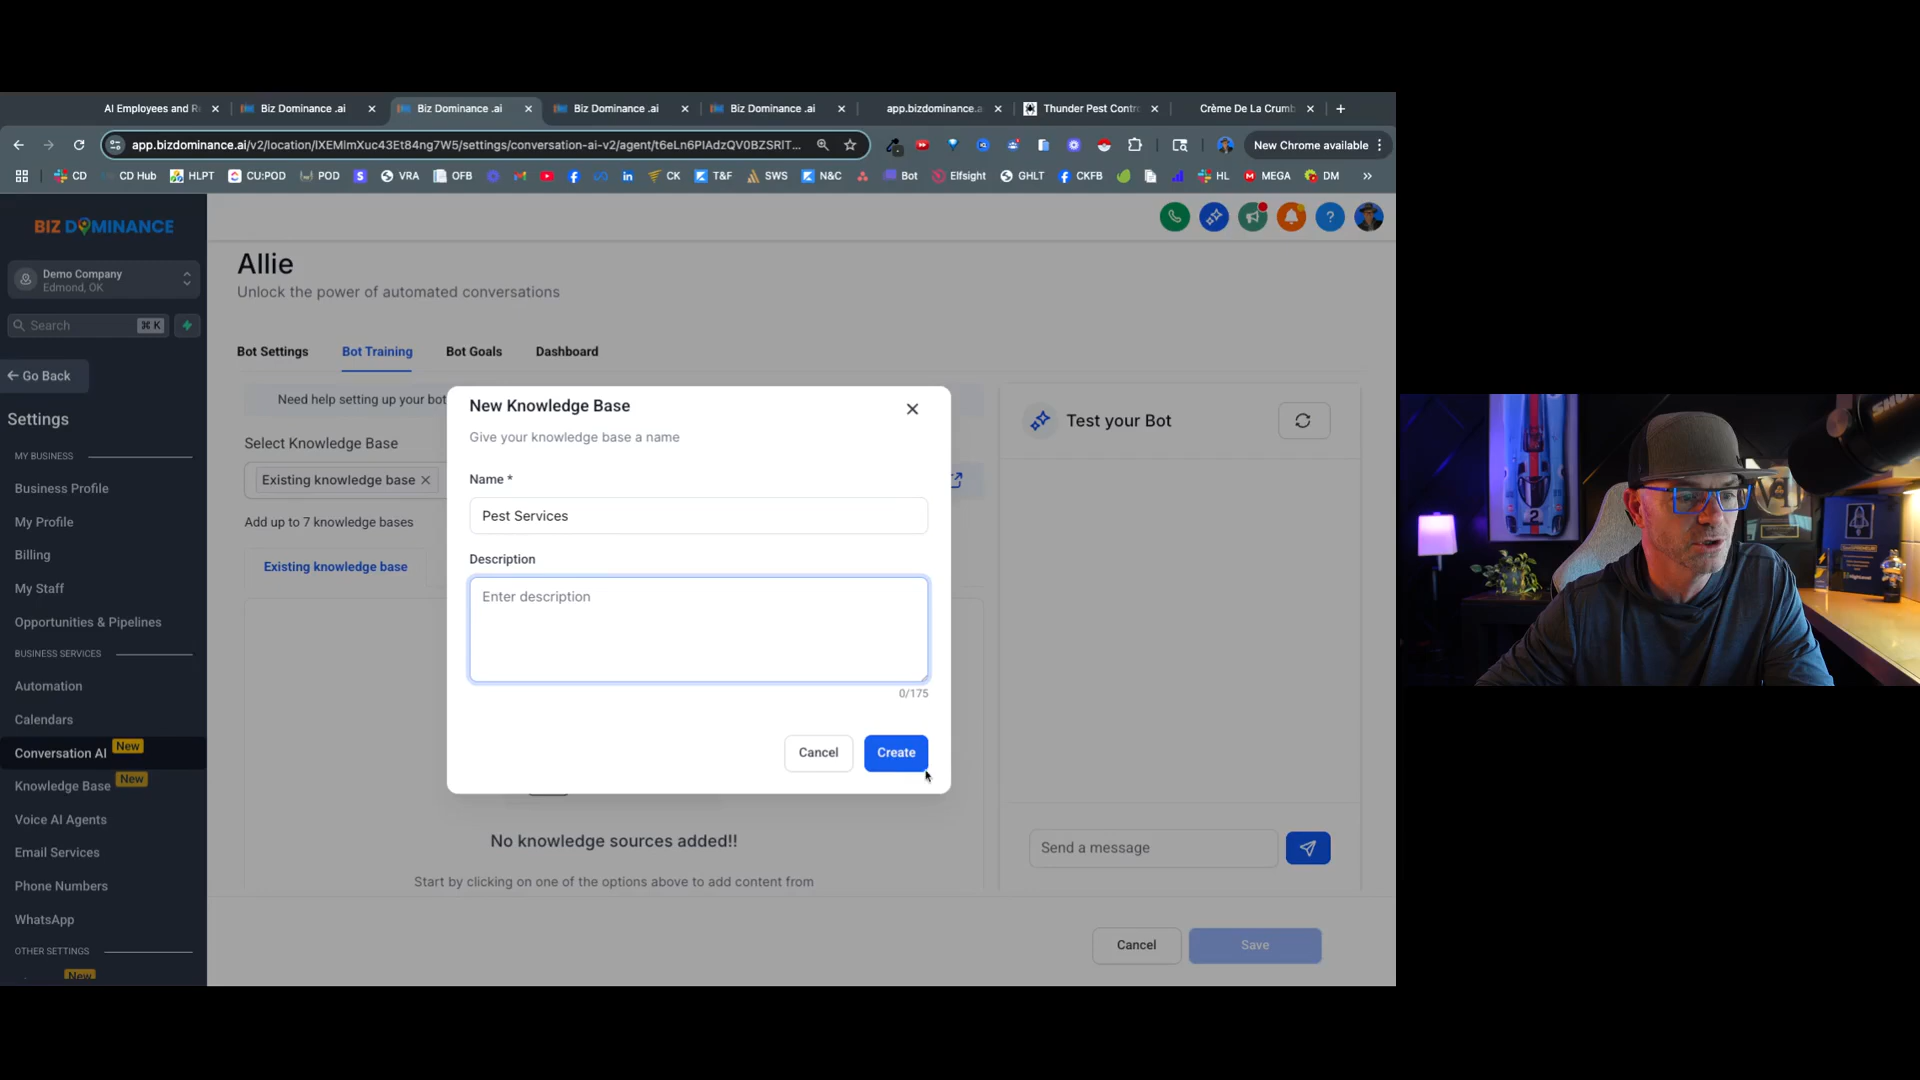 AI Employees and R
Biz Dominance .ai
Biz Dominance .ai
Biz Dominance .ai
Biz Dominance .ai
app.bizdominance.a
Thunder Pest Contr
Crème De La Crumb
app.bizdominance.ai/v2/location/IXEMlmXuc43Et84ng7W5/settings/conversation-ai-v2/agent/t6eLn6PIAdzQV0BZSRIT...
New Chrome available
CD
CD Hub
HLPT
CU:POD
POD
VRA
OFB
CK
T&F
SWS
N&C
Bot
Elfsight
GHLT
CKFB
HL
MEGA
DM
BIZ DOMINANCE
Demo Company
Edmond, OK
Search
⌘ K
Go Back
Settings
MY BUSINESS
Business Profile
My Profile
Billing
My Staff
Opportunities & Pipelines
BUSINESS SERVICES
Automation
Calendars
Conversation AI New
Knowledge Base New
Voice AI Agents
Email Services
Phone Numbers
WhatsApp
OTHER SETTINGS
New
Allie
Unlock the power of automated conversations
Bot Settings
Bot Training
Bot Goals
Dashboard
Need help setting up your bot
Select Knowledge Base
Existing knowledge base
Add up to 7 knowledge bases
Existing knowledge base
New Knowledge Base
Give your knowledge base a name
Name *
Pest Services
Description
Enter description
0/175
Cancel
Create
No knowledge sources added!!
Start by clicking on one of the options above to add content from
Test your Bot
Send a message
Cancel
Save
2